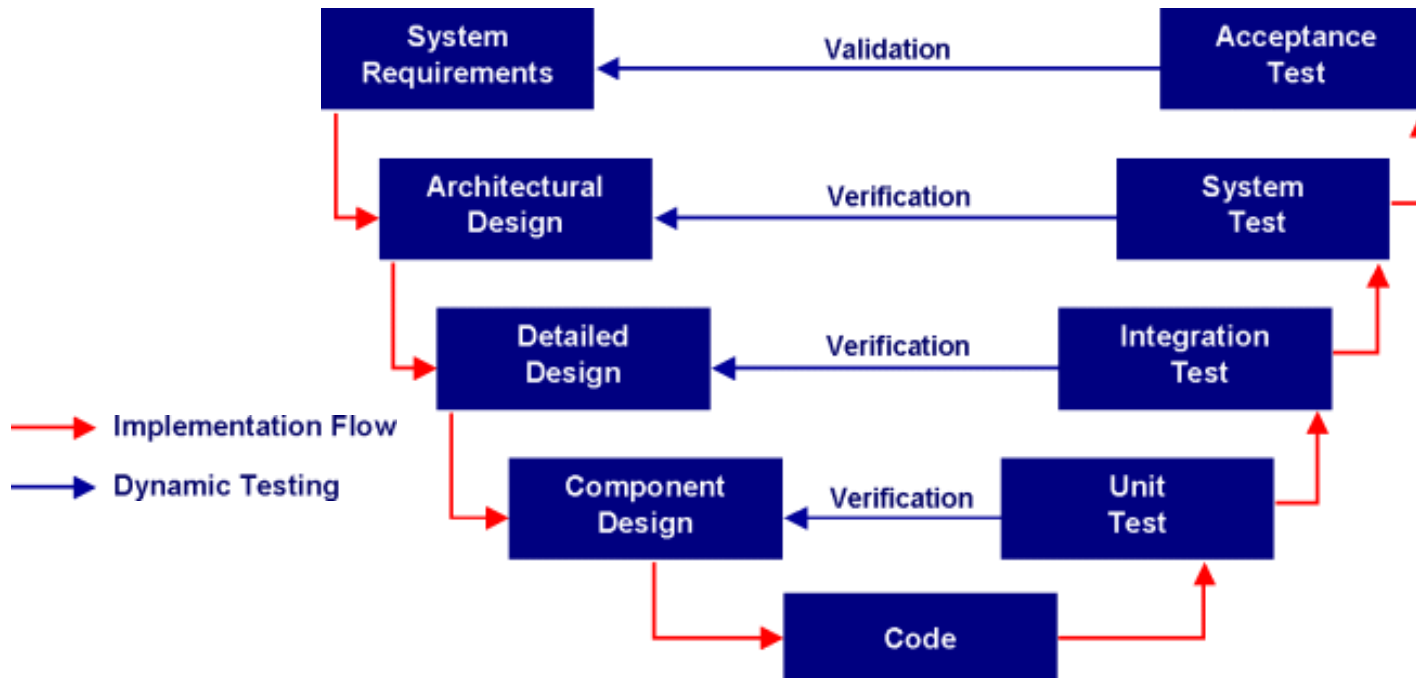 System
Requirements
Validation
Acceptance
Test
Architectural
Design
Verification
System
Test
Detailed
Design
Verification
Integration
Test
Implementation Flow
Dynamic Testing
Component
Design
Verification
Unit
Test
Code